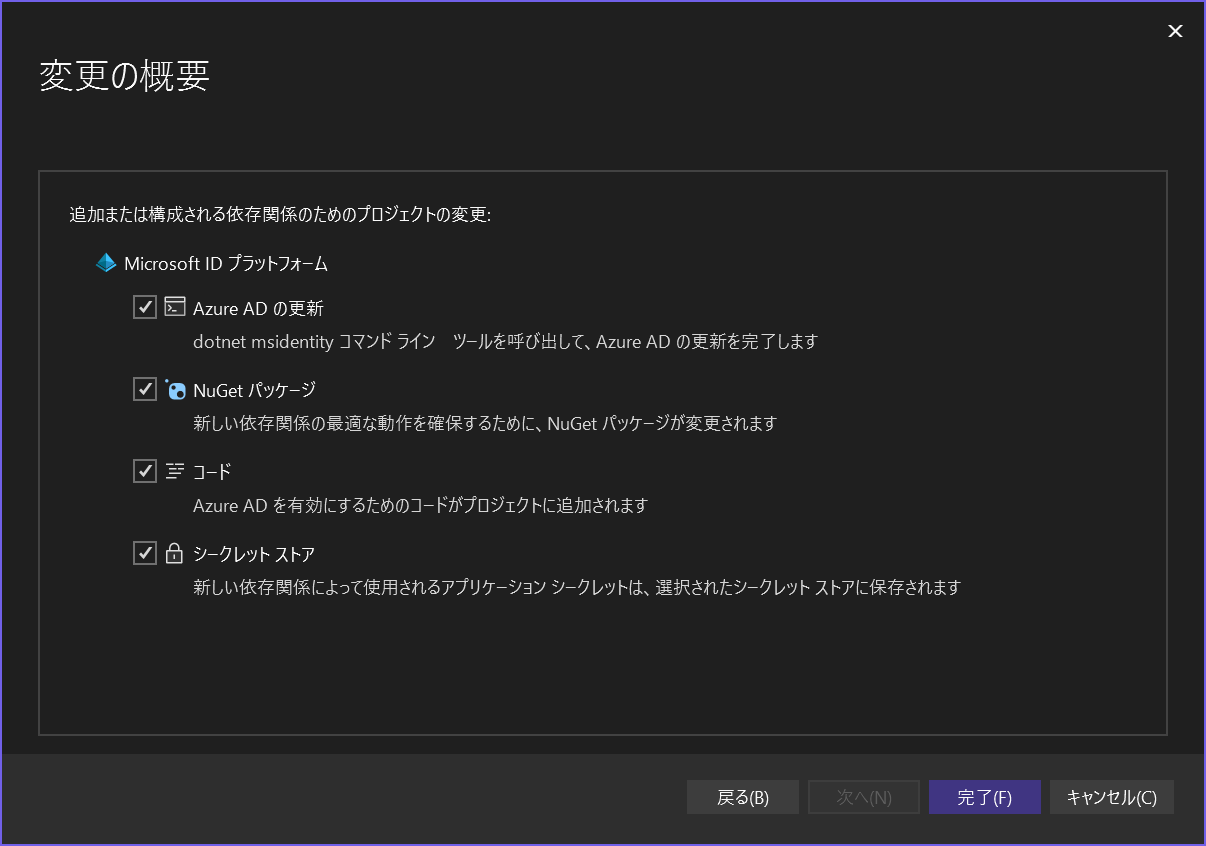 変更の概要
追加または構成される依存関係のためのプロジェクトの変更:
Microsoft ID プラットフォーム
Azure AD の更新
dotnet msidentity コマンド ライン　ツールを呼び出して、Azure AD の更新を完了します
NuGet パッケージ
新しい依存関係の最適な動作を確保するために、NuGet パッケージが変更されます
コード
Azure AD を有効にするためのコードがプロジェクトに追加されます
シークレット ストア
新しい依存関係によって使用されるアプリケーション シークレットは、選択されたシークレット ストアに保存されます
戻る(B) 次へ(N) 完了(F) キャンセル(C)